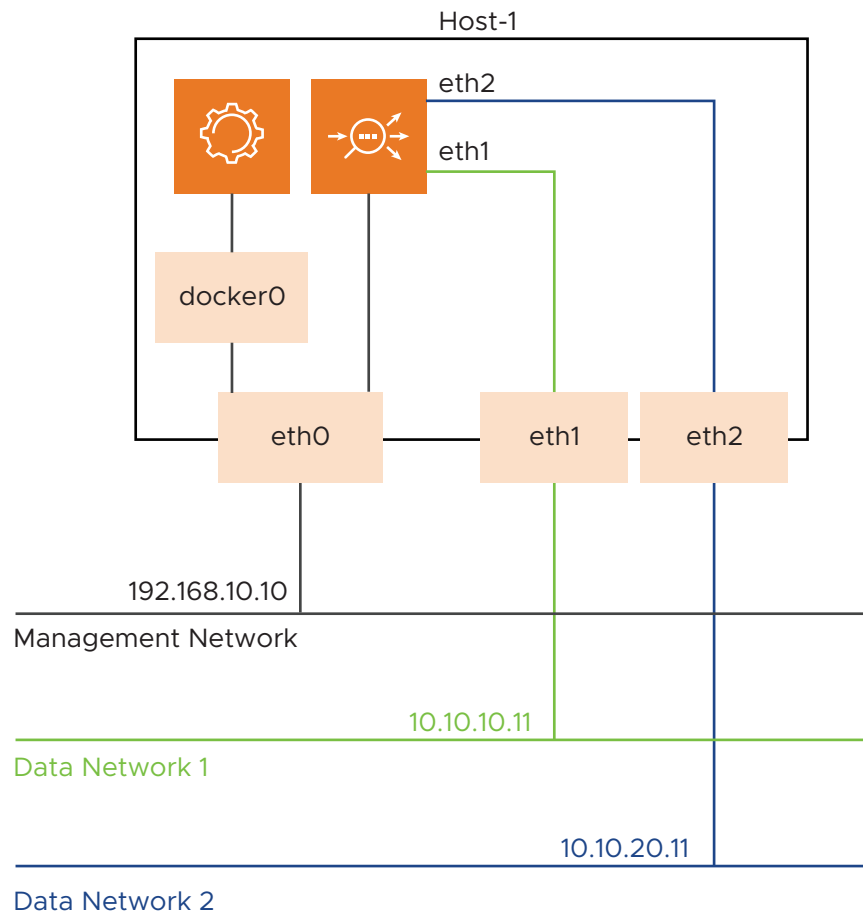 Host-1
eth2
eth1
docker0
eth0
eth1
eth2
192.168.10.10
Management Network
10.10.10.11
Data Network 1
10.10.20.11
Data Network 2